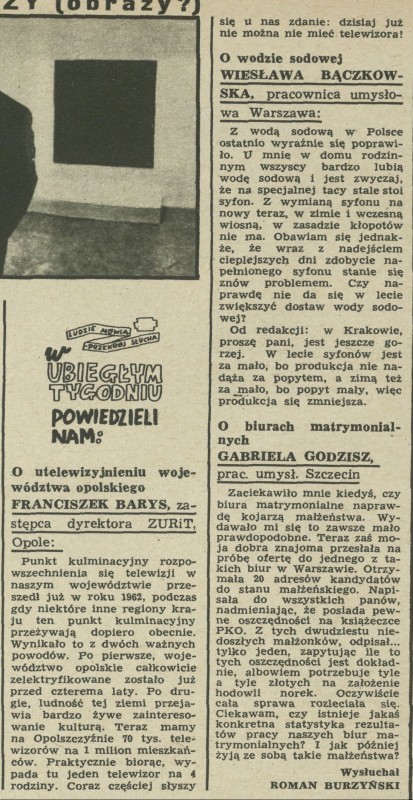 ZY (obrazy?)
LUDZIE MÓWIĄ
PRZEKRÓJ SŁUCHA
W
UBIEGŁYM
TYGODNIU
POWIEDZIELI
NAM:
O utelewizyjnieniu woje-
wództwa opolskiego
FRANCISZEK BARYS, za-
stępca dyrektora ZURiT,
Opole:
Punkt kulminacyjny rozpo-
wszechnienia się telewizji w
naszym województwie prze-
szedł już w roku 1962, podczas
gdy niektóre inne regiony kra-
ju ten punkt kulminacyjny
przeżywają dopiero obecnie.
Wynikało to z dwóch ważnych
powodów. Po pierwsze, woje-
wództwo opolskie całkowicie
zelektryfikowane zostało już
przed czterema laty. Po dru-
gie, ludność tej ziemi przeja-
wia bardzo żywe zaintereso-
wanie kulturą. Teraz mamy
na Opolszczyźnie 70 tys. tele-
wizorów na 1 milion mieszkań-
ców. Praktycznie biorąc, wy-
pada tu jeden telewizor na 4
rodziny. Coraz częściej słyszy
się u nas zdanie: dzisiaj już
nie można nie mieć telewizora!
O wodzie sodowej
WIESŁAWA BĄCZKOW-
SKA, pracownica umysło-
wa Warszawa:
Z wodą sodową w Polsce
ostatnio wyraźnie się poprawi-
ło. U mnie w domu rodzin-
nym wszyscy bardzo lubią
wodę sodową i jest zwyczaj,
że na specjalnej tacy stale stoi
syfon. Z wymianą syfonu na
nowy teraz, w zimie i wczesną
wiosną, w zasadzie kłopotów
nie ma. Obawiam się jednak-
że, że wraz z nadejściem
cieplejszych dni zdobycie na-
pełnionego syfonu stanie się
znów problemem. Czy na-
prawdę nie da się w lecie
zwiększyć dostaw wody sodo-
wej?
Od redakcji: w Krakowie,
proszę pani, jest jeszcze go-
rzej. W lecie syfonów jest
za mało, bo produkcja nie na-
dąża za popytem, a zimą też
za mało, bo popyt mały, więc
produkcja się zmniejsza.
O biurach matrymonial-
nych
GABRIELA GODZISZ,
prac. umysł. Szczecin
Zaciekawiło mnie kiedyś, czy
biura matrymonialne napraw-
dę kojarzą małżeństwa. Wy-
dawało mi się to zawsze mało
prawdopodobne. Teraz zaś mo-
ja dobra znajoma przesłała na
próbę ofertę do jednego z ta-
kich biur w Warszawie. Otrzy-
mała 20 adresów kandydatów
do stanu małżeńskiego. Napi-
sała do wszystkich panów,
nadmieniając, że posiada pew-
ne oszczędności na książeczce
PKO. Z tych dwudziestu nie-
doszłych małżonków, odpisał...
tylko jeden, zapytując ile to
tych oszczędności jest dokład-
nie, albowiem potrzebuje tyle
a tyle złotych na założenie
hodowli norek. Oczywiście
cała sprawa rozleciała się.
Ciekawam, czy istnieje jakaś
konkretna statystyka rezulta-
tów pracy naszych biur ma-
trymonialnych? I jak później
żyją ze sobą takie małżeństwa?
Wysłuchał
ROMAN BURZYŃSKI